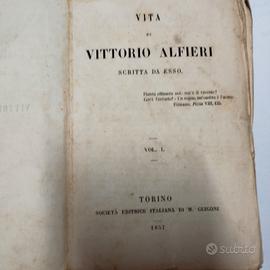 VITA
DI
VITTORIO ALFIERI
SCRITTA DA ESSO.
VOL. I.
TORINO
SOCIETÀ EDITRICE ITALIANA DI M. GUIGONI
1857
subito